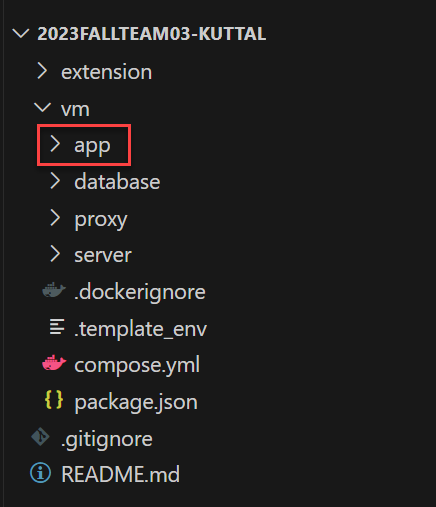 2023FALLTEAM03-KUTTAL
extension
vm
app
database
proxy
server
.dockerignore
.template_env
compose.yml
package.json
.gitignore
README.md